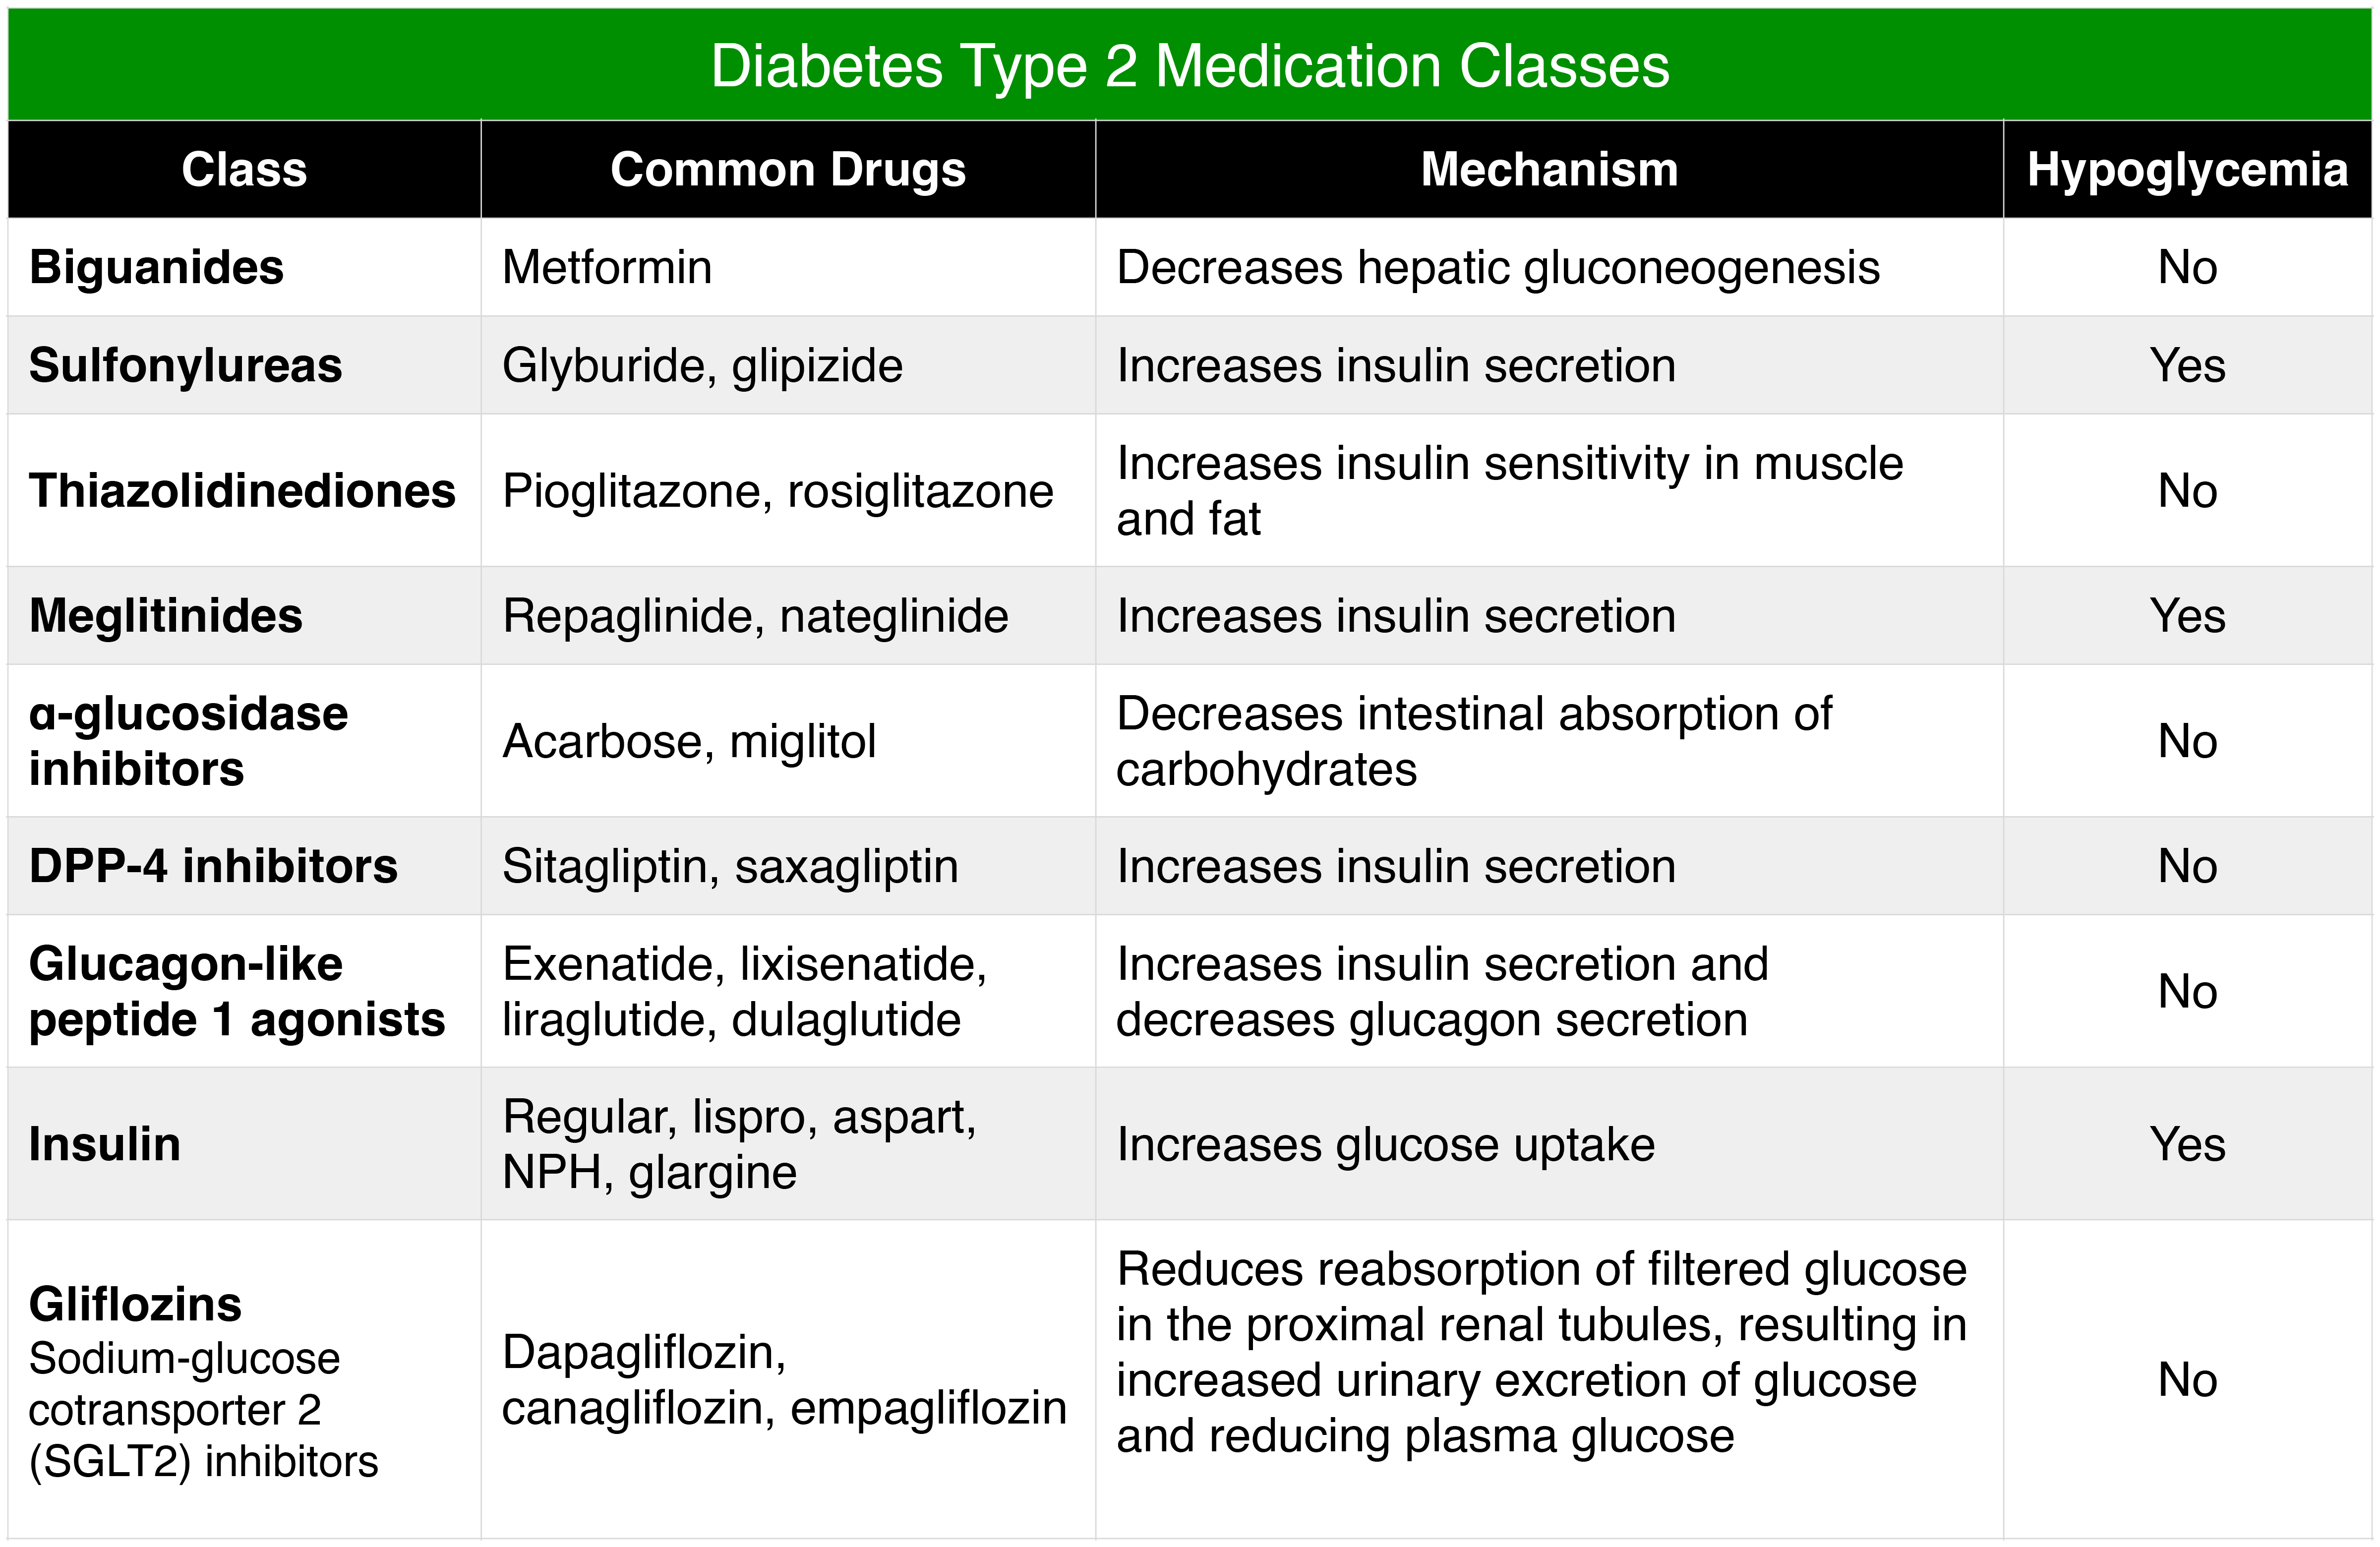 Diabetes Type 2 Medication Classes
Class Common Drugs Mechanism Hypoglycemia
Biguanides Metformin Decreases hepatic gluconeogenesis No
Sulfonylureas Glyburide, glipizide Increases insulin secretion Yes
Thiazolidinediones Pioglitazone, rosiglitazone Increases insulin sensitivity in muscle
and fat No
Meglitinides Repaglinide, nateglinide Increases insulin secretion Yes
α-glucosidase
inhibitors Acarbose, miglitol Decreases intestinal absorption of
carbohydrates No
DPP-4 inhibitors Sitagliptin, saxagliptin Increases insulin secretion No
Glucagon-like
peptide 1 agonists Exenatide, lixisenatide,
liraglutide, dulaglutide Increases insulin secretion and
decreases glucagon secretion No
Insulin Regular, lispro, aspart,
NPH, glargine Increases glucose uptake Yes
Gliflozins
Sodium-glucose
cotransporter 2
(SGLT2) inhibitors Dapagliflozin,
canagliflozin, empagliflozin Reduces reabsorption of filtered glucose
in the proximal renal tubules, resulting in
increased urinary excretion of glucose
and reducing plasma glucose No